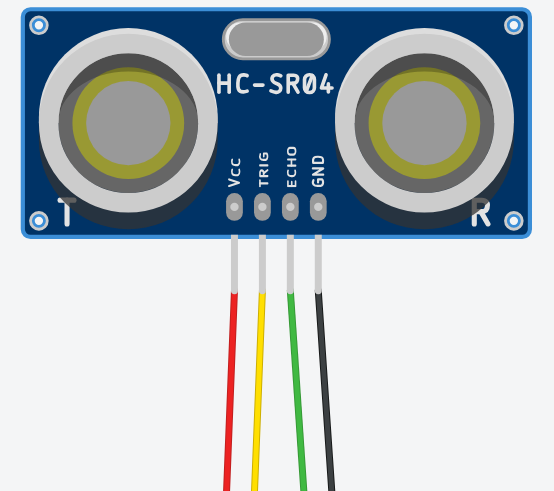 HC-SR04
VCC
TRIG
ECHO
GND
T
R